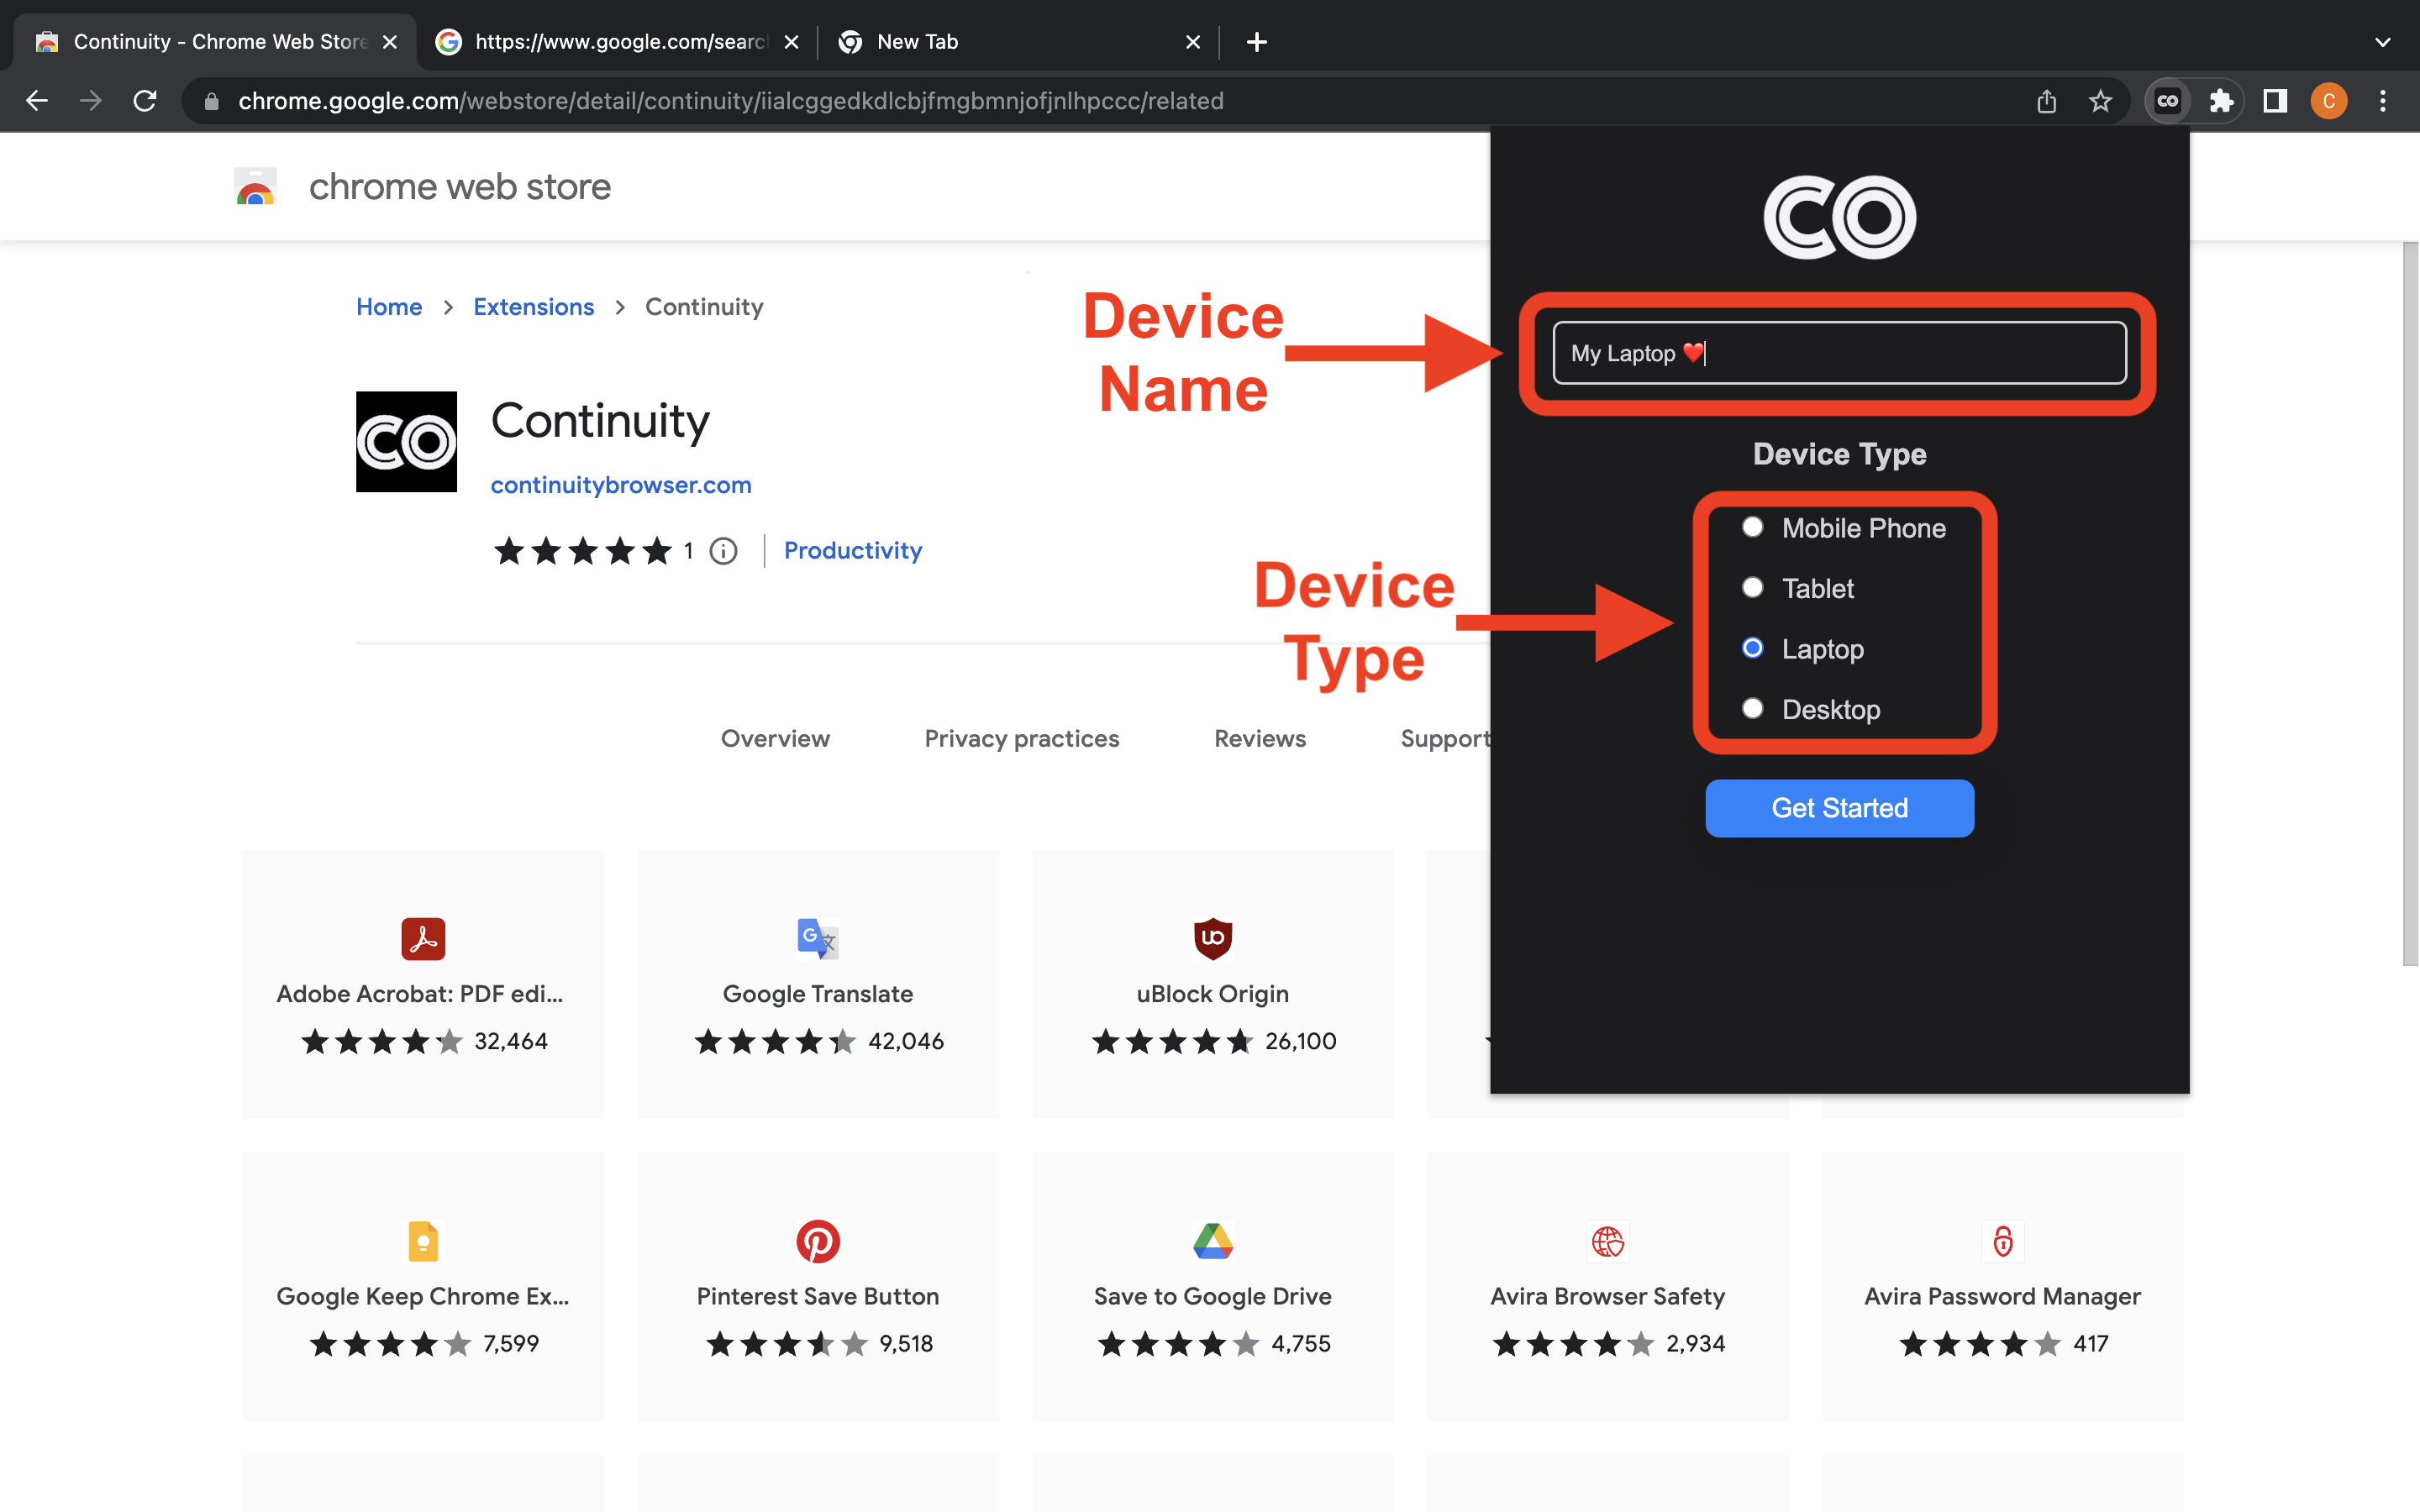 Continuity - Chrome Web Store
https://www.google.com/searc
New Tab
chrome.google.com/webstore/detail/continuity/iialcggedkdlcbjfmgbmnjofjnlhpccc/related
CO
C
chrome web store
CO
Home > Extensions > Continuity
Device
Name
My Laptop ❤️
CO
Continuity
continuitybrowser.com
1
Productivity
Device Type
Mobile Phone
Tablet
Laptop
Desktop
Device
Type
Get Started
Overview
Privacy practices
Reviews
Support
Adobe Acrobat: PDF edi...
32,464
Google Translate
42,046
uBlock Origin
26,100
Google Keep Chrome Ex...
7,599
Pinterest Save Button
9,518
Save to Google Drive
4,755
Avira Browser Safety
2,934
Avira Password Manager
417